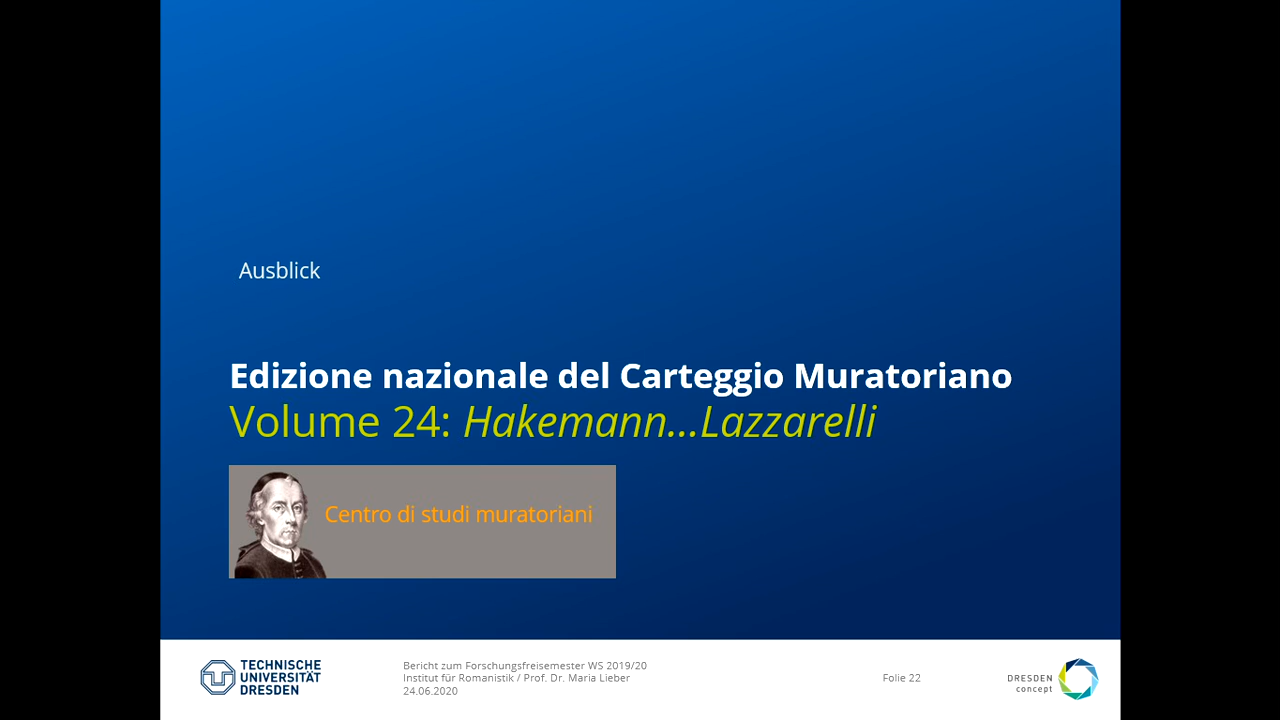 Ausblick
Edizione nazionale del Carteggio Muratoriano
Volume 24: Hakemann...Lazzarelli
Centro di studi muratoriani
TECHNISCHE
UNIVERSITÄT
DRESDEN
Bericht zum Forschungsfreisemester WS 2019/20
Institut für Romanistik / Prof. Dr. Maria Lieber
24.06.2020
Folie 22
DRESDEN
concept